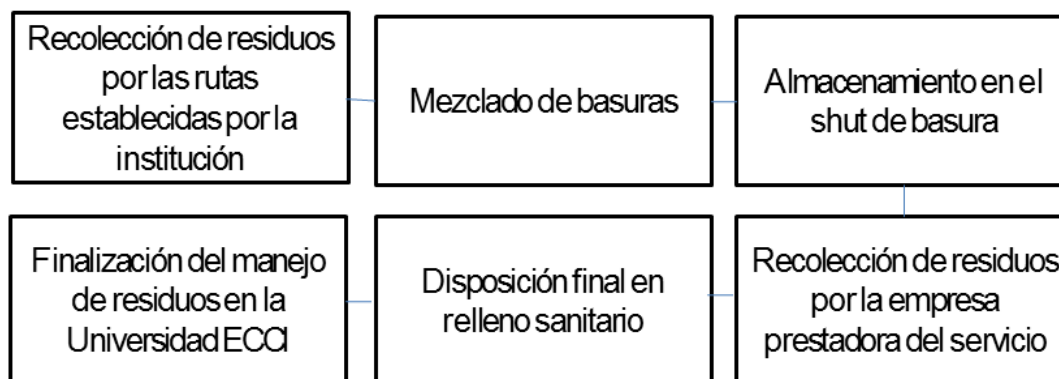 Recolección de residuos
por las rutas
establecidas por la
institución
Mezclado de basuras
Almacenamiento en el
shut de basura
Recolección de residuos
por la empresa
prestadora del servicio
Disposición final en
relleno sanitario
Finalización del manejo
de residuos en la
Universidad ECCI